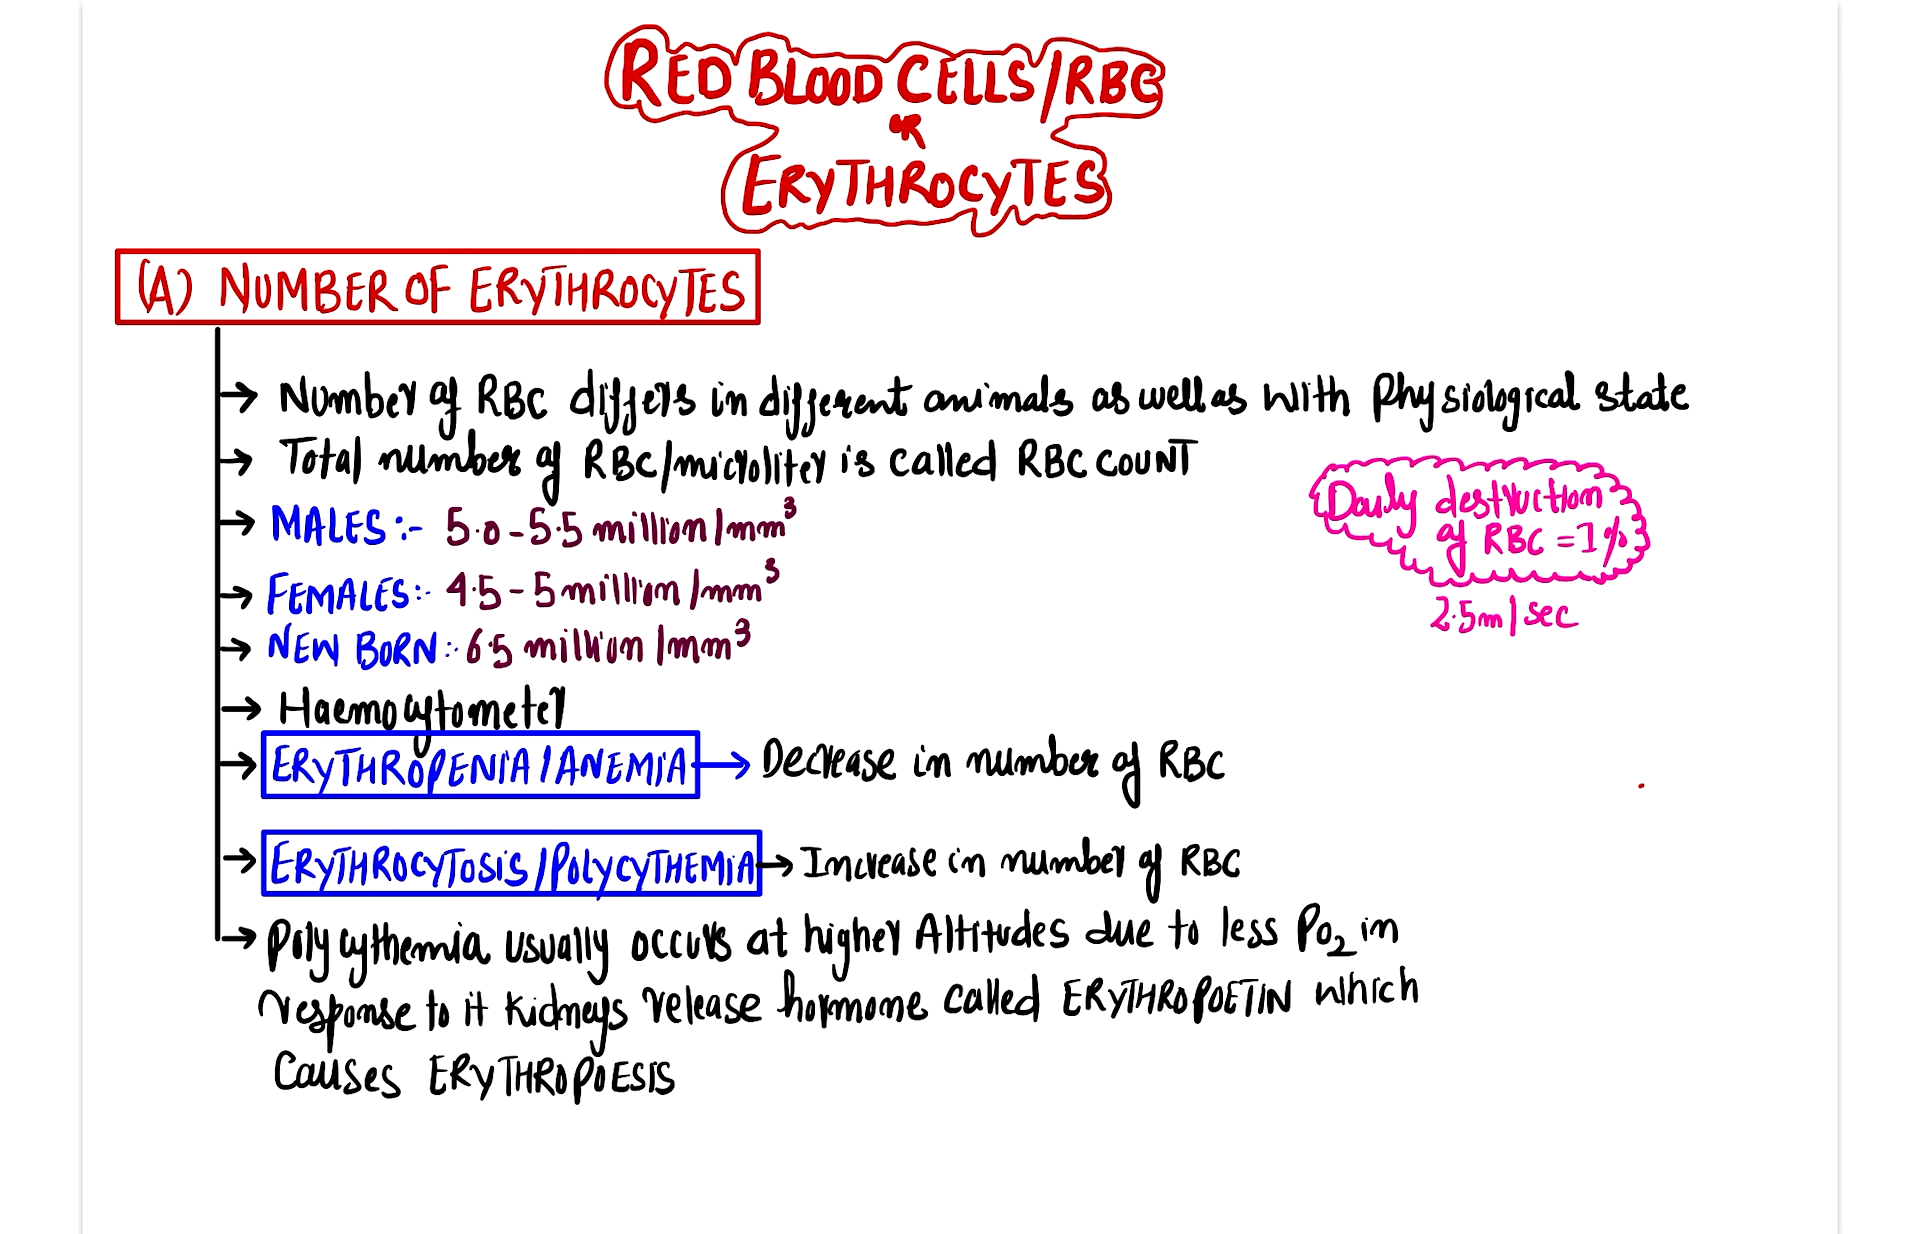 RED BLOOD CELLS/RBC
OR
ERYTHROCYTES
(A) NUMBER OF ERYTHROCYTES
→ Number of RBC differs in different animals as well as with Physiological state
→ Total number of RBC/microliter is called RBC COUNT
→ MALES :- 5.0-5.5 million/mm³
→ FEMALES:- 4.5-5 million/mm³
→ NEW BORN:- 6.5 million/mm³
Daily destruction
of RBC = 1%
2.5m/sec
→ Haemocytometer
→ ERYTHROPENIA/ANEMIA → Decrease in number of RBC
→ ERYTHROCYTOSIS/POLYCYTHEMIA → Increase in number of RBC
→ Polycythemia usually occurs at higher Altitudes due to less PO₂ in
response to it kidneys release hormone called ERYTHROPOETIN which
causes ERYTHROPOESIS